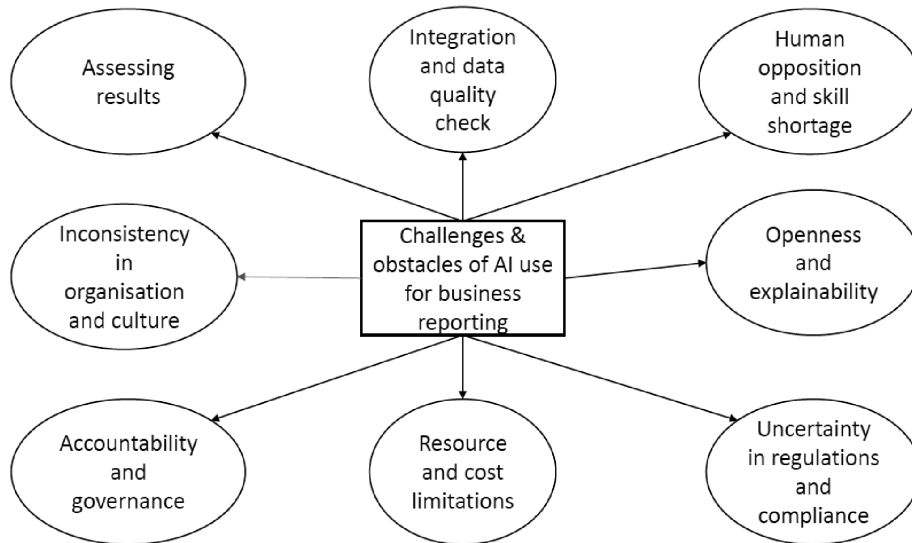 Assessing
results
Integration
and data
quality
check
Human
opposition
and skill
shortage
Inconsistency
in
organisation
and culture
Challenges &
obstacles of AI use
for business
reporting
Openness
and
explainability
Accountability
and
governance
Resource
and cost
limitations
Uncertainty
in regulations
and
compliance